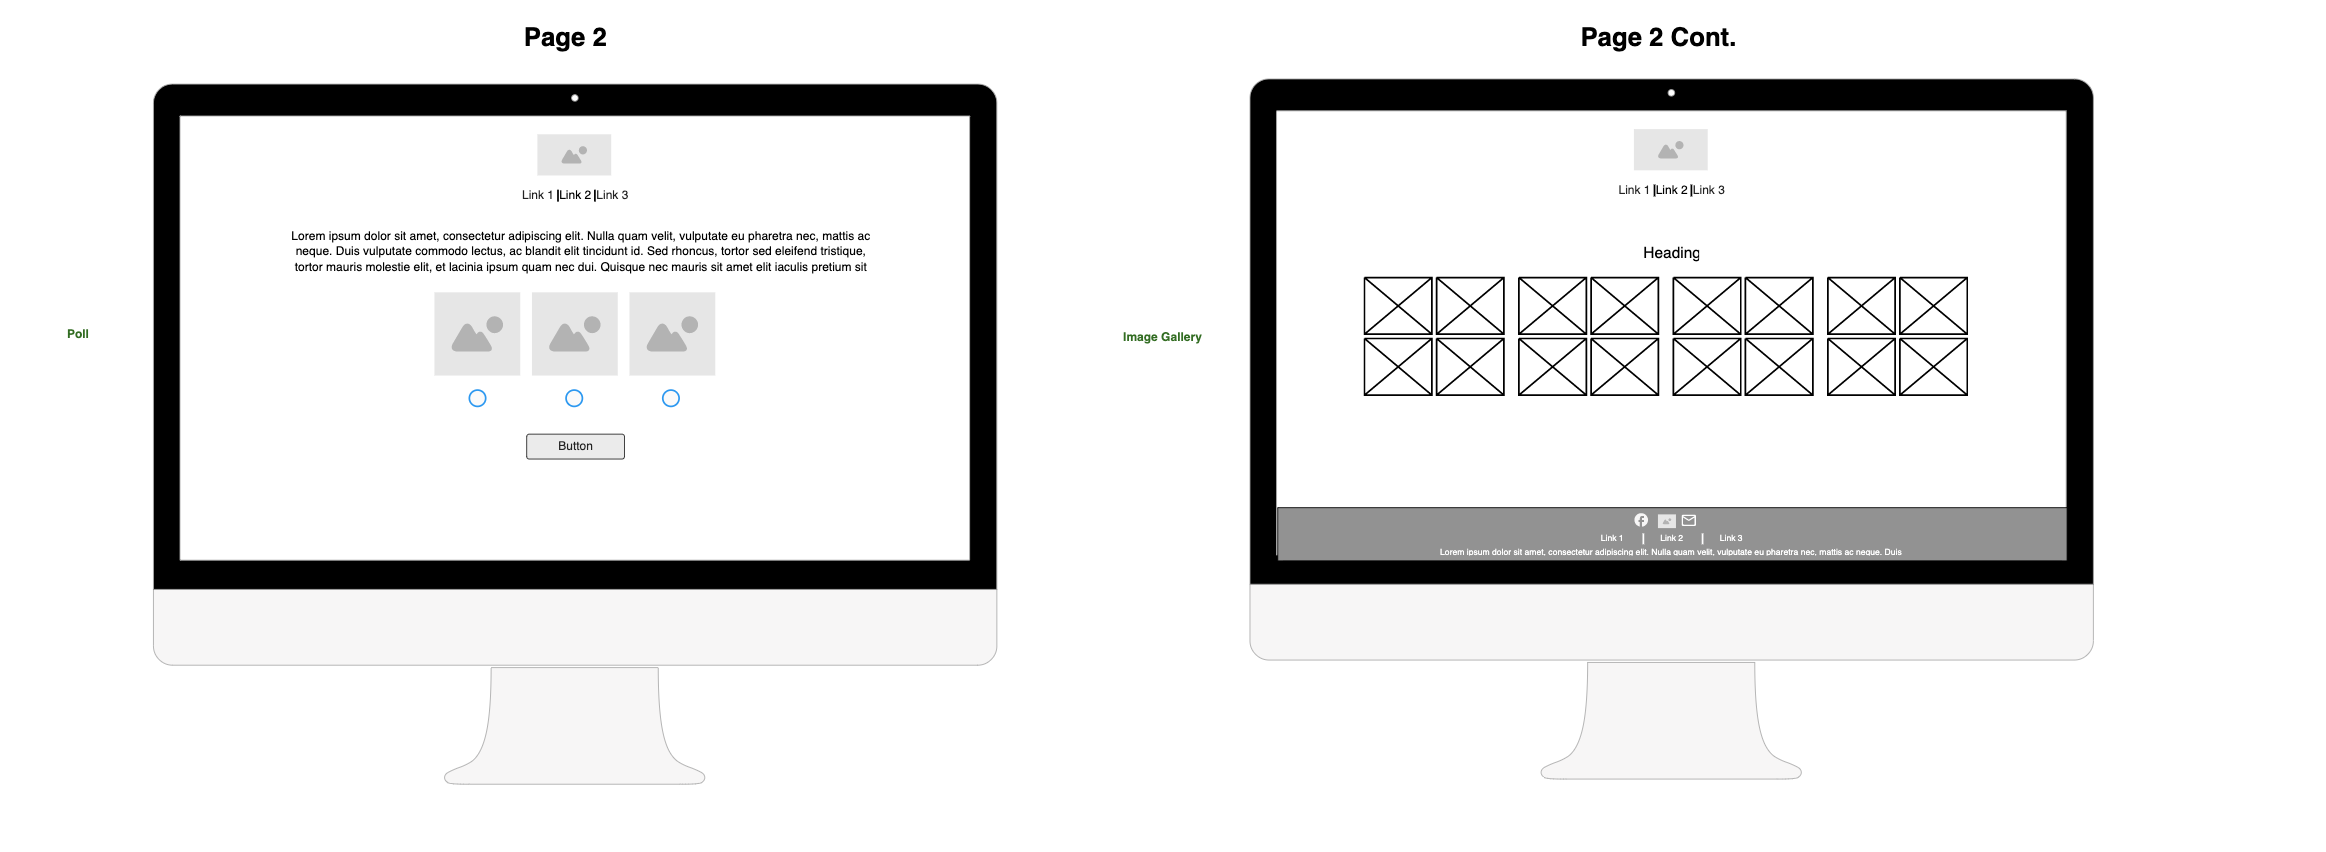 Page 2
Link 1 |Link 2 |Link 3
Lorem ipsum dolor sit amet, consectetur adipiscing elit. Nulla quam velit, vulputate eu pharetra nec, mattis ac
neque. Duis vulputate commodo lectus, ac blandit elit tincidunt id. Sed rhoncus, tortor sed eleifend tristique,
tortor mauris molestie elit, et lacinia ipsum quam nec dui. Quisque nec mauris sit amet elit iaculis pretium sit
Poll
Button
Page 2 Cont.
Link 1 |Link 2 |Link 3
Heading
Image Gallery
Link 1 | Link 2 | Link 3
Lorem ipsum dolor sit amet, consectetur adipiscing elit. Nulla quam velit, vulputate eu pharetra nec, mattis ac neque. Duis